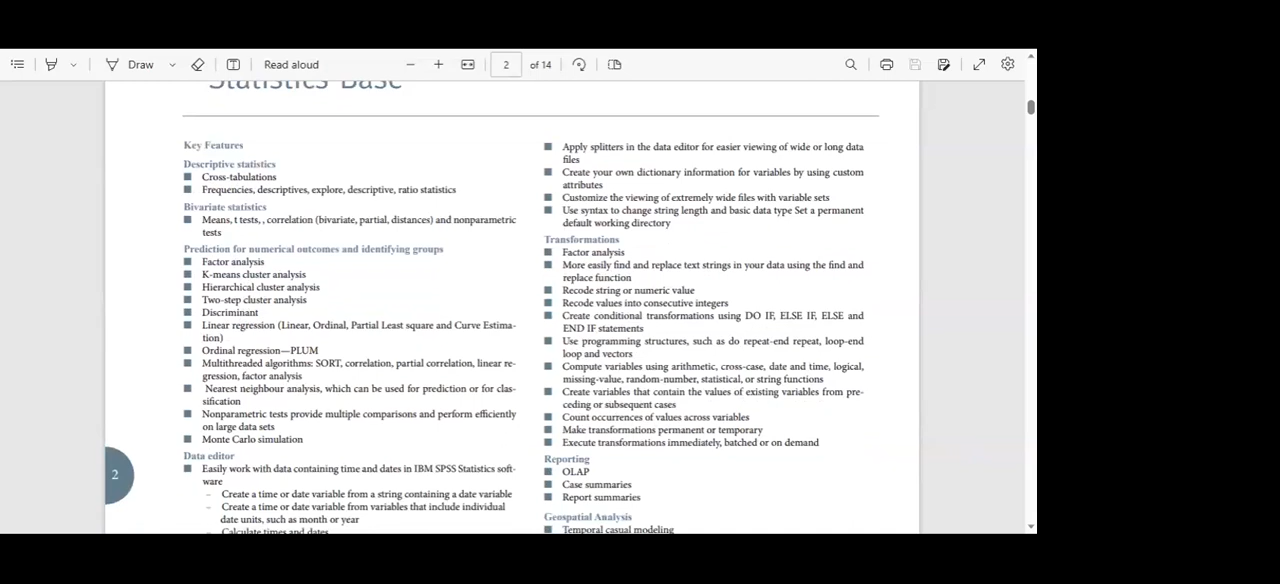 Draw
Read aloud
2
of 14
Statistics Base
Key Features
Descriptive statistics
Cross-tabulations
Frequencies, descriptives, explore, descriptive, ratio statistics
Bivariate statistics
Means, t tests, , correlation (bivariate, partial, distances) and nonparametric
tests
Prediction for numerical outcomes and identifying groups
Factor analysis
K-means cluster analysis
Hierarchical cluster analysis
Two-step cluster analysis
Discriminant
Linear regression (Linear, Ordinal, Partial Least square and Curve Estima-
tion)
Ordinal regression—PLUM
Multithreaded algorithms: SORT, correlation, partial correlation, linear re-
gression, factor analysis
Nearest neighbour analysis, which can be used for prediction or for clas-
sification
Nonparametric tests provide multiple comparisons and perform efficiently
on large data sets
Monte Carlo simulation
Data editor
Easily work with data containing time and dates in IBM SPSS Statistics soft-
ware
– Create a time or date variable from a string containing a date variable
– Create a time or date variable from variables that include individual
date units, such as month or year
Calculate times and dates
2
Apply splitters in the data editor for easier viewing of wide or long data
files
Create your own dictionary information for variables by using custom
attributes
Customize the viewing of extremely wide files with variable sets
Use syntax to change string length and basic data type Set a permanent
default working directory
Transformations
Factor analysis
More easily find and replace text strings in your data using the find and
replace function
Recode string or numeric value
Recode values into consecutive integers
Create conditional transformations using DO IF, ELSE IF, ELSE and
END IF statements
Use programming structures, such as do repeat-end repeat, loop-end
loop and vectors
Compute variables using arithmetic, cross-case, date and time, logical,
missing-value, random-number, statistical, or string functions
Create variables that contain the values of existing variables from pre-
ceding or subsequent cases
Count occurrences of values across variables
Make transformations permanent or temporary
Execute transformations immediately, batched or on demand
Reporting
OLAP
Case summaries
Report summaries
Geospatial Analysis
Temporal casual modeling